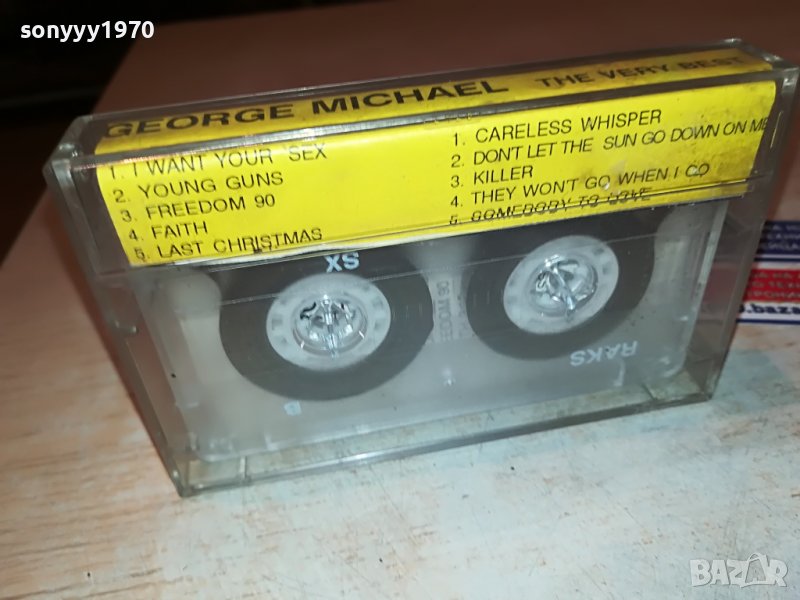 sonyyy1970
GEORGE MICHAEL THE VERY BEST
1. I WANT YOUR SEX
2. YOUNG GUNS
3. FREEDOM 90
4. FAITH
5. LAST CHRISTMAS
1. CARELESS WHISPER
2. DON'T LET THE SUN GO DOWN ON ME
3. KILLER
4. THEY WON'T GO WHEN I GO
5. SOMEBODY TO LOVE
SX
RAKS
B
BAZAR